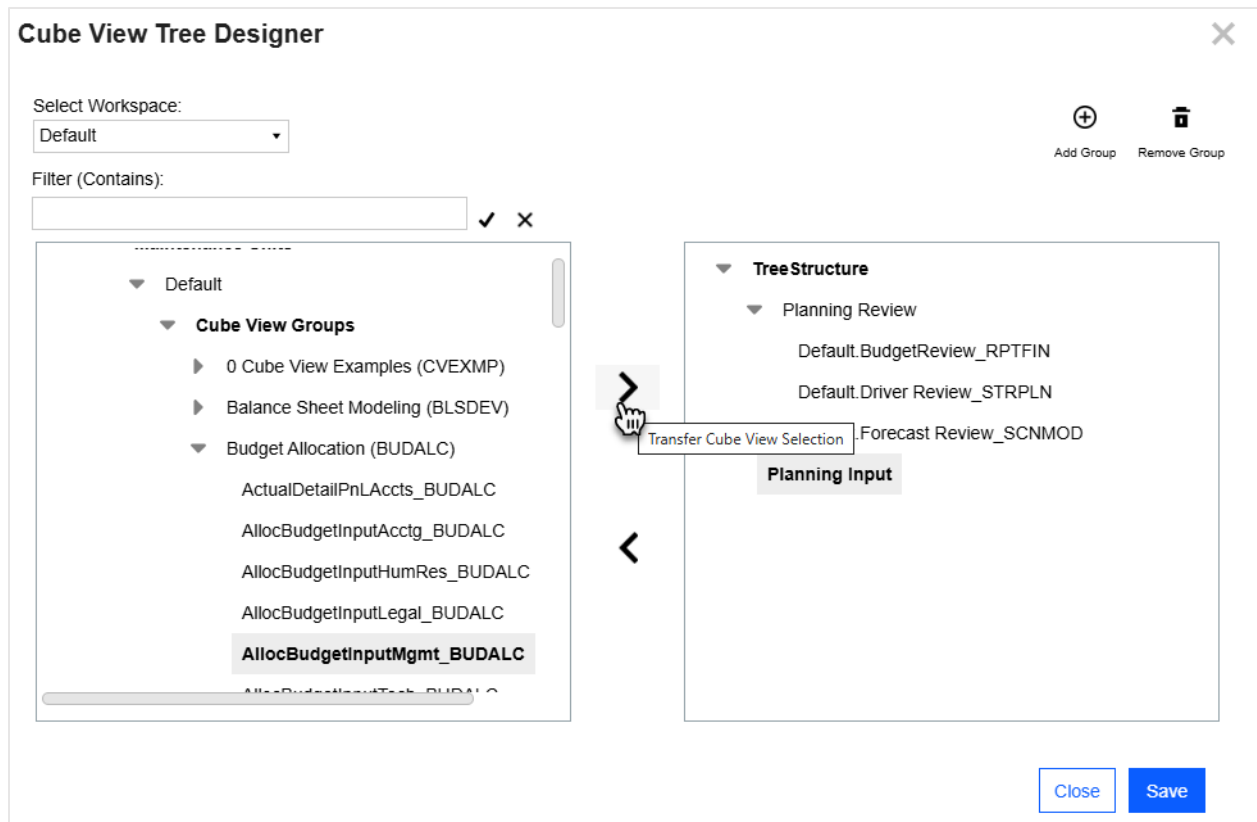 Cube View Tree Designer
Select Workspace:
Default
Add Group
Remove Group
Filter (Contains):
Default
Cube View Groups
0 Cube View Examples (CVEXMP)
Balance Sheet Modeling (BLSDEV)
Budget Allocation (BUDALC)
ActualDetailPnLAccts_BUDALC
AllocBudgetInputAcctg_BUDALC
AllocBudgetInputHumRes_BUDALC
AllocBudgetInputLegal_BUDALC
AllocBudgetInputMgmt_BUDALC
AllocBudgetInputTech_BUDALC
Transfer Cube View Selection
TreeStructure
Planning Review
Default.BudgetReview_RPTFIN
Default.Driver Review_STRPLN
.Forecast Review_SCNMOD
Planning Input
Close
Save